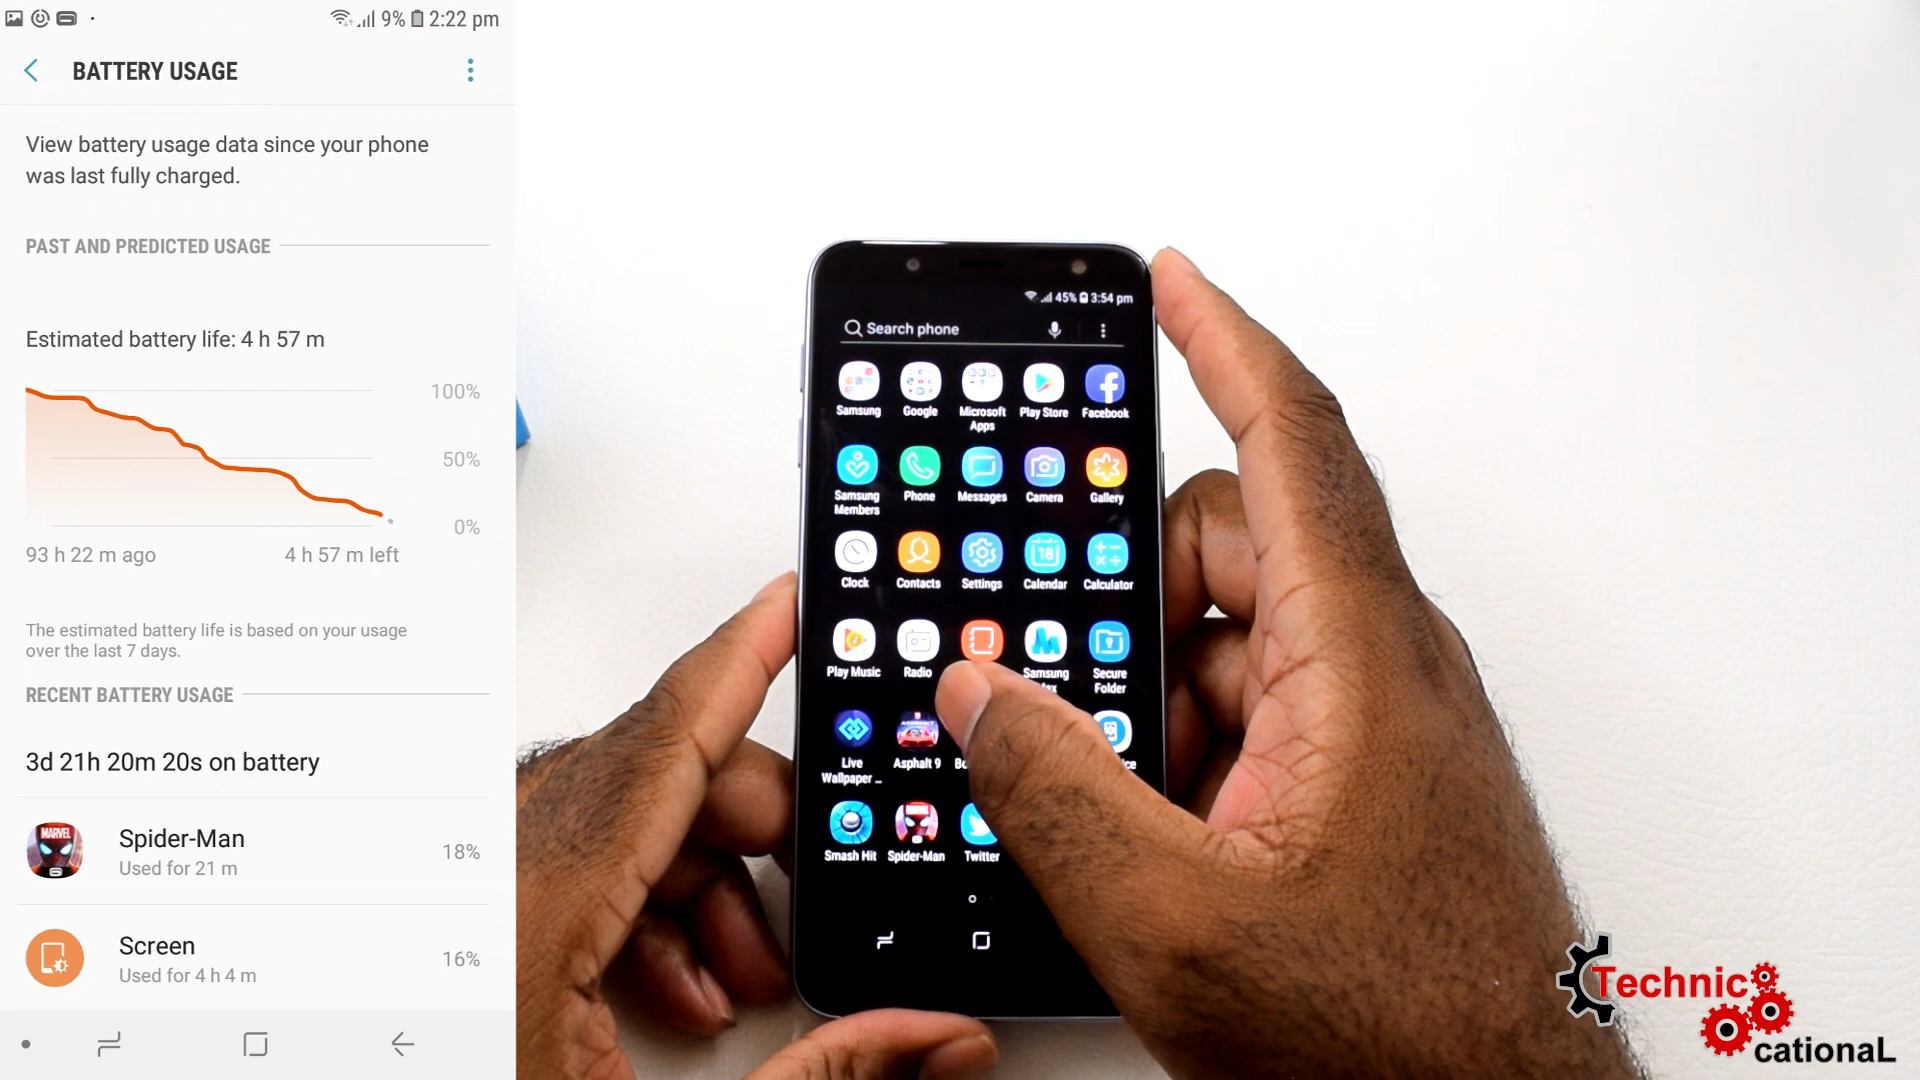 9% 2:22 pm
BATTERY USAGE
View battery usage data since your phone
was last fully charged.
PAST AND PREDICTED USAGE
Estimated battery life: 4 h 57 m
100%
50%
0%
93 h 22 m ago 4 h 57 m left
The estimated battery life is based on your usage
over the last 7 days.
RECENT BATTERY USAGE
3d 21h 20m 20s on battery
MARVEL
Spider-Man
Used for 21 m
18%
Screen
Used for 4 h 4 m
16%
45% 3:54 pm
Search phone
Samsung Google Microsoft Play Store Facebook
Apps
Samsung Phone Messages Camera Gallery
Members
18
Clock Contacts Settings Calendar Calculator
Play Music Radio Samsung Secure
Folder
Live Asphalt 9
Wallpaper ...
Smash Hit Spider-Man Twitter
Technic
cationaL